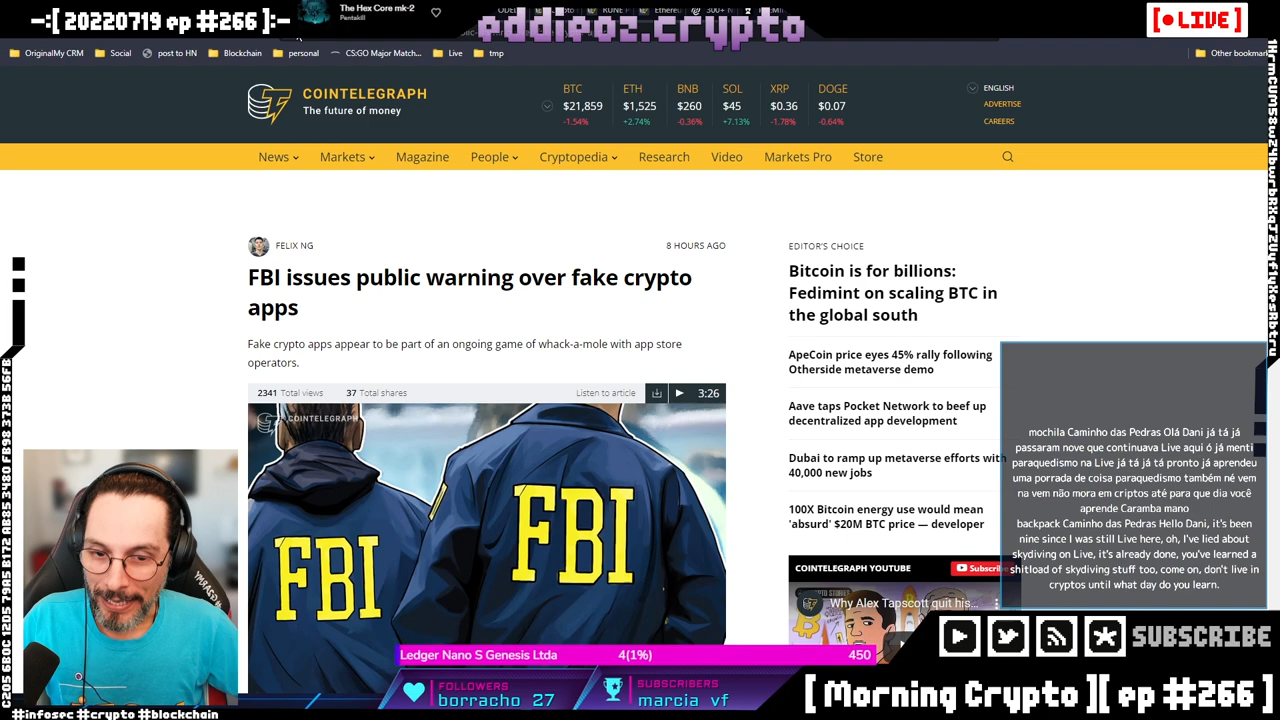 -:[ 20220719 ep #266 ]:-
The Hex Core mk-2
Pentakill
eddieoz.crypto
[● LIVE ]
OriginalMy CRM
Social
post to HN
Blockchain
personal
CS:GO Major Match...
Live
tmp
Other bookmar
COINTELEGRAPH
The future of money
BTC ETH BNB SOL XRP DOGE
$21,859 $1,525 $260 $45 $0.36 $0.07
-1.54% +2.74% -0.36% +7.13% -1.78% -0.64%
ENGLISH
ADVERTISE
CAREERS
News Markets Magazine People Cryptopedia Research Video Markets Pro Store
FELIX NG
8 HOURS AGO
FBI issues public warning over fake crypto
apps
Fake crypto apps appear to be part of an ongoing game of whack-a-mole with app store
operators.
2341 Total views 37 Total shares Listen to article 3:26
COINTELEGRAPH
FBI
FBI
EDITOR'S CHOICE
Bitcoin is for billions:
Fedimint on scaling BTC in
the global south
ApeCoin price eyes 45% rally following
Otherside metaverse demo
Aave taps Pocket Network to beef up
decentralized app development
Dubai to ramp up metaverse efforts with
40,000 new jobs
100X Bitcoin energy use would mean
'absurd' $20M BTC price — developer
COINTELEGRAPH YOUTUBE
Subscribe
Why Alex Tapscott quit his...
mochila Caminho das Pedras Olá Dani já tá já
passaram nove que continuava Live aqui ó já menti
paraquedismo na Live já tá já tá pronto já aprendeu
uma porrada de coisa paraquedismo também né vem
na vem não mora em criptos até para que dia você
aprende Caramba mano
backpack Caminho das Pedras Hello Dani, it's been
nine since I was still Live here, oh, I've lied about
skydiving on Live, it's already done, you've learned a
shitload of skydiving stuff too, come on, don't live in
cryptos until what day do you learn.
Ledger Nano S Genesis Ltda 4(1%) 450
FOLLOWERS
borracho_27
SUBSCRIBERS
marcia_vf
SUBSCRIBE
[ Morning Crypto ][ ep #266 ]
#infosec #crypto #blockchain